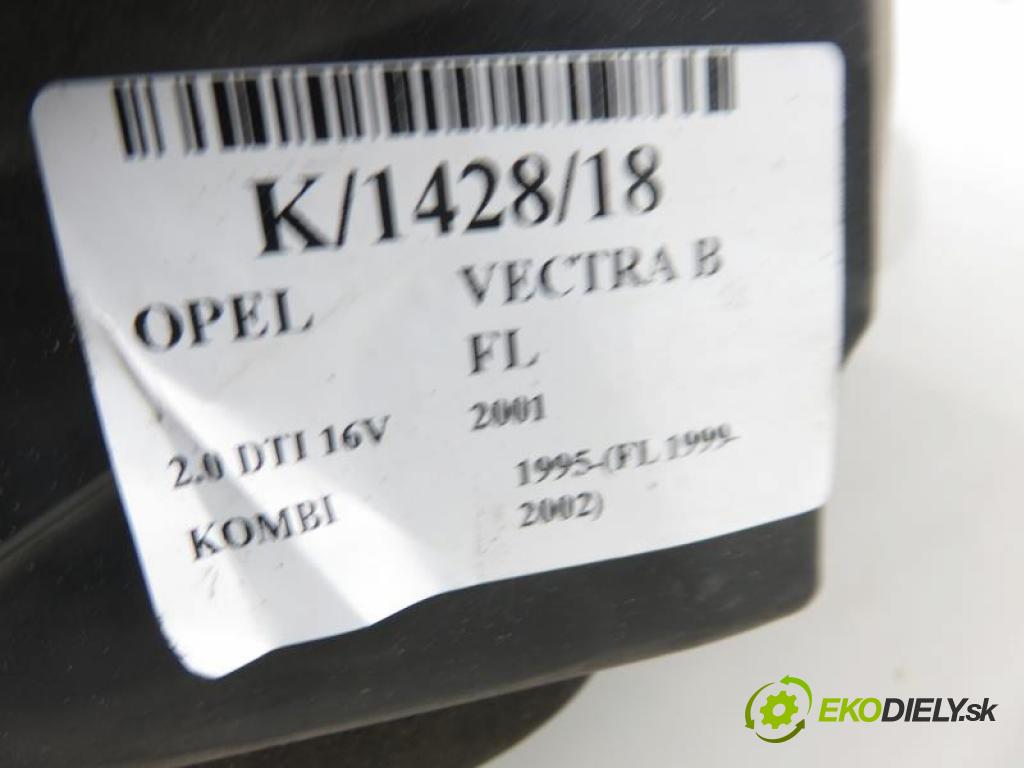 K/1428/18
OPEL
VECTRA B
FL
2.0 DTI 16V
2001
KOMBI
1995-(FL 1999-
2002)
EKODIELY.sk